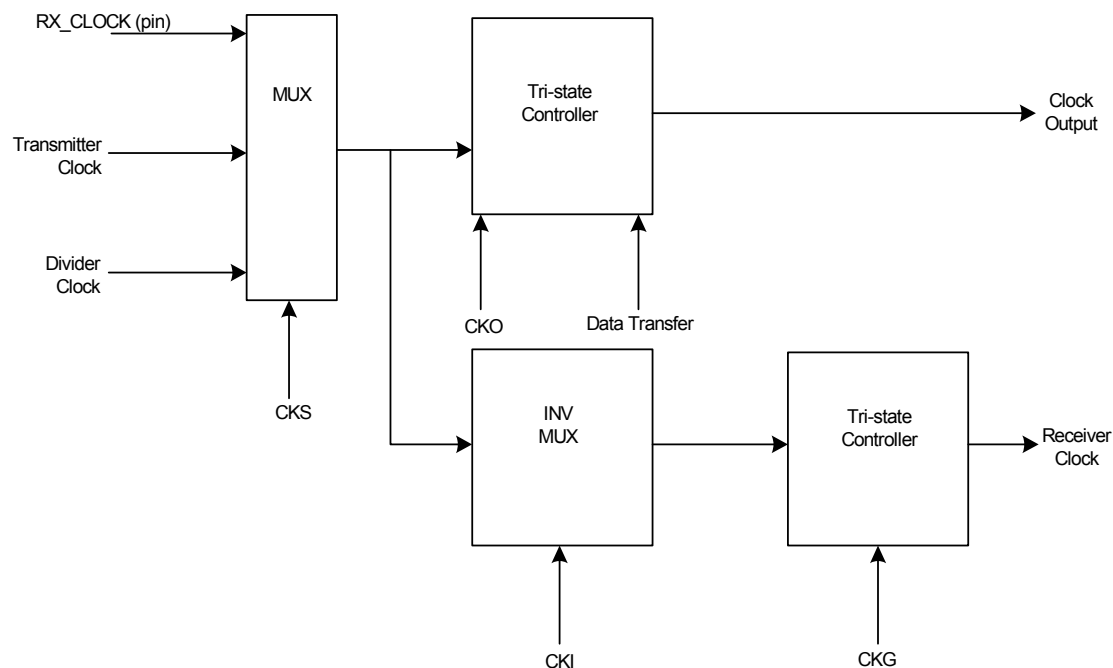 RX_CLOCK (pin)
MUX
Tri-state
Controller
Clock
Output
Transmitter
Clock
Divider
Clock
CKO
Data Transfer
CKS
INV
MUX
Tri-state
Controller
Receiver
Clock
CKI
CKG